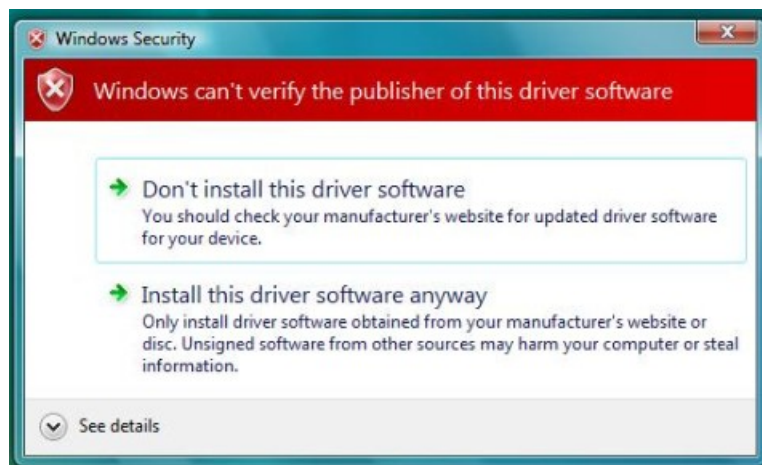 Windows Security
Windows can't verify the publisher of this driver software
Don't install this driver software
You should check your manufacturer's website for updated driver software
for your device.
Install this driver software anyway
Only install driver software obtained from your manufacturer's website or
disc. Unsigned software from other sources may harm your computer or steal
information.
See details